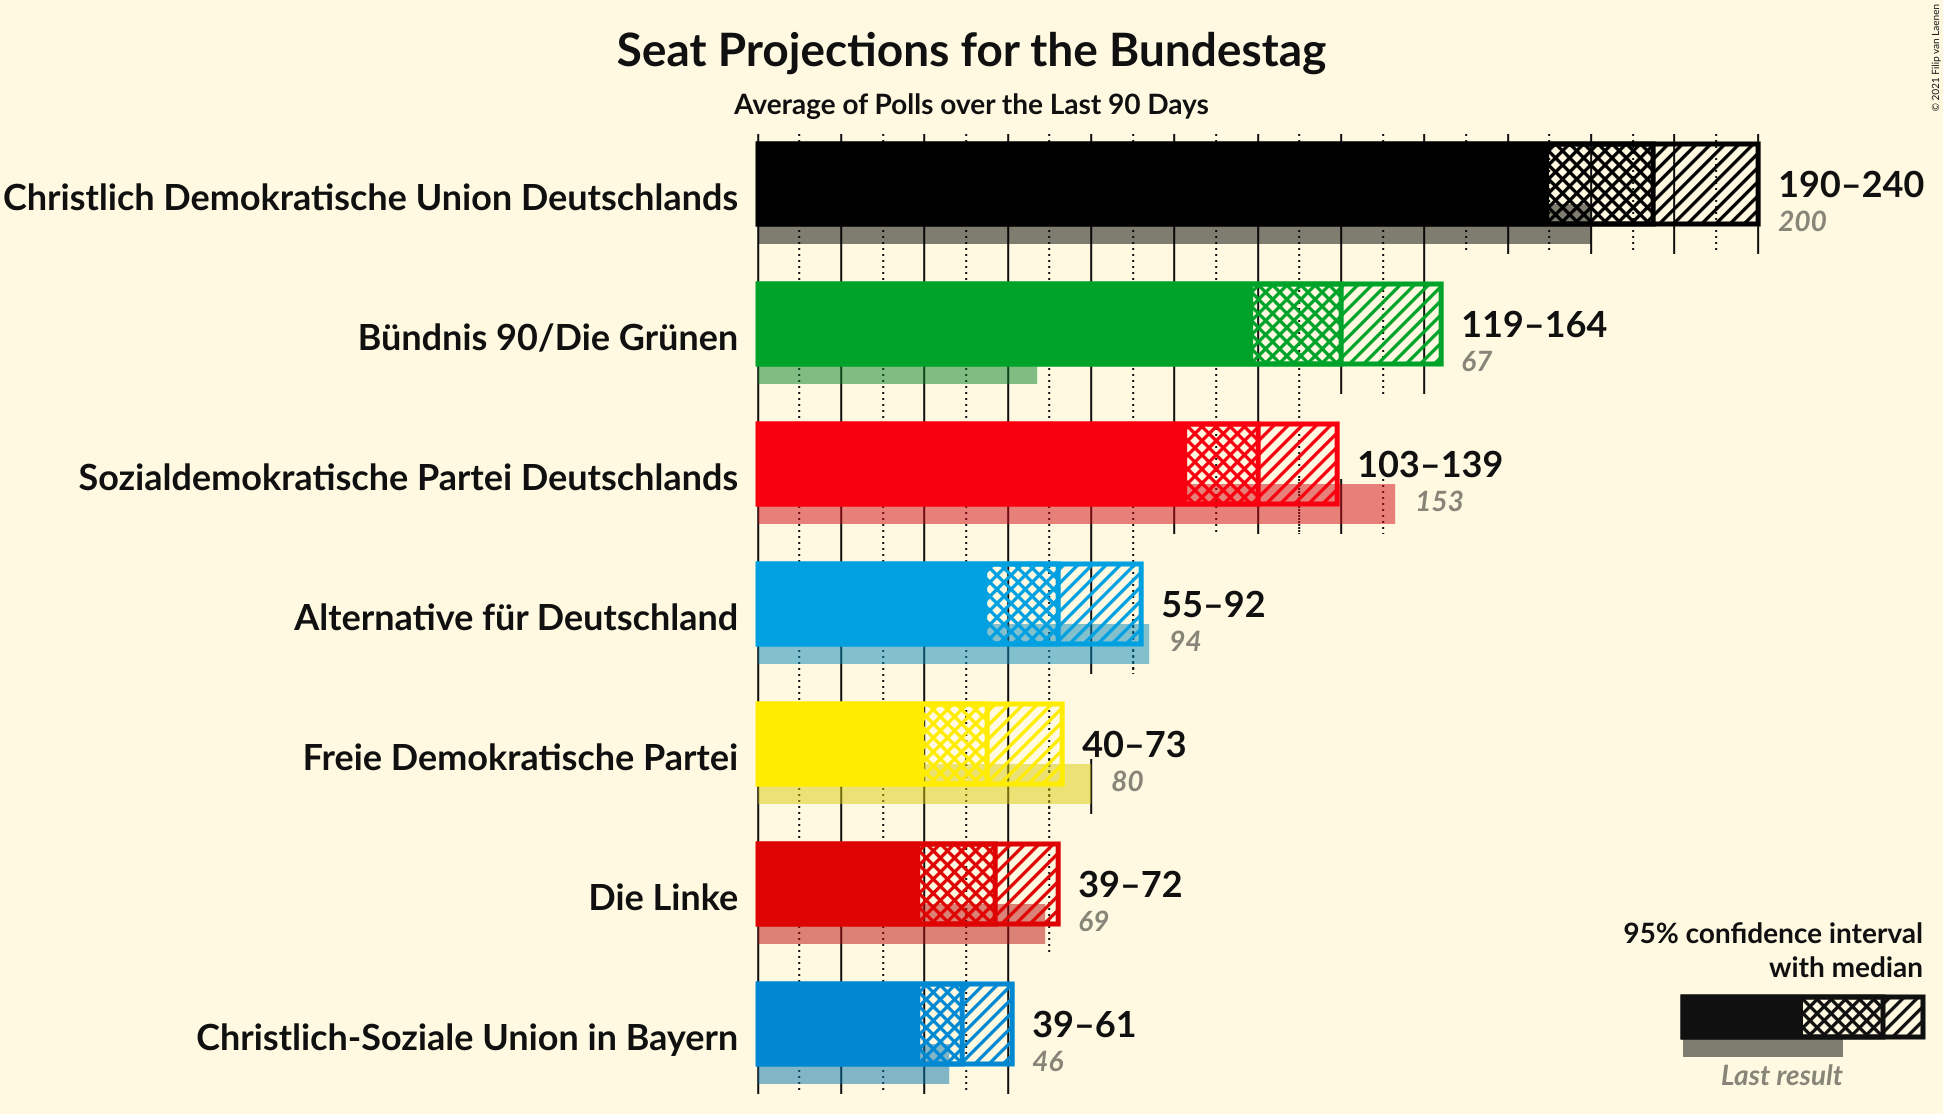 Seat Projections for the Bundestag
Average of Polls over the Last 90 Days
© 2021 Filip van Laenen
Christlich Demokratische Union Deutschlands
190–240
200
Bündnis 90/Die Grünen
119–164
67
Sozialdemokratische Partei Deutschlands
103–139
153
Alternative für Deutschland
55–92
94
Freie Demokratische Partei
40–73
80
Die Linke
39–72
69
Christlich-Soziale Union in Bayern
39–61
46
95% confidence interval
with median
Last result